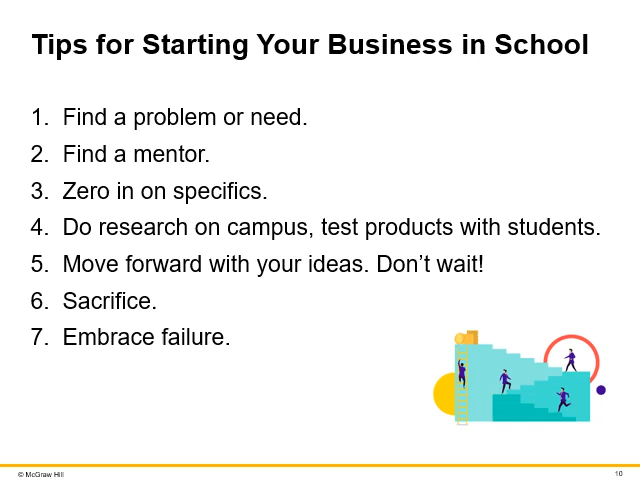 Tips for Starting Your Business in School
1. Find a problem or need.
2. Find a mentor.
3. Zero in on specifics.
4. Do research on campus, test products with students.
5. Move forward with your ideas. Don’t wait!
6. Sacrifice.
7. Embrace failure.
© McGraw Hill
10